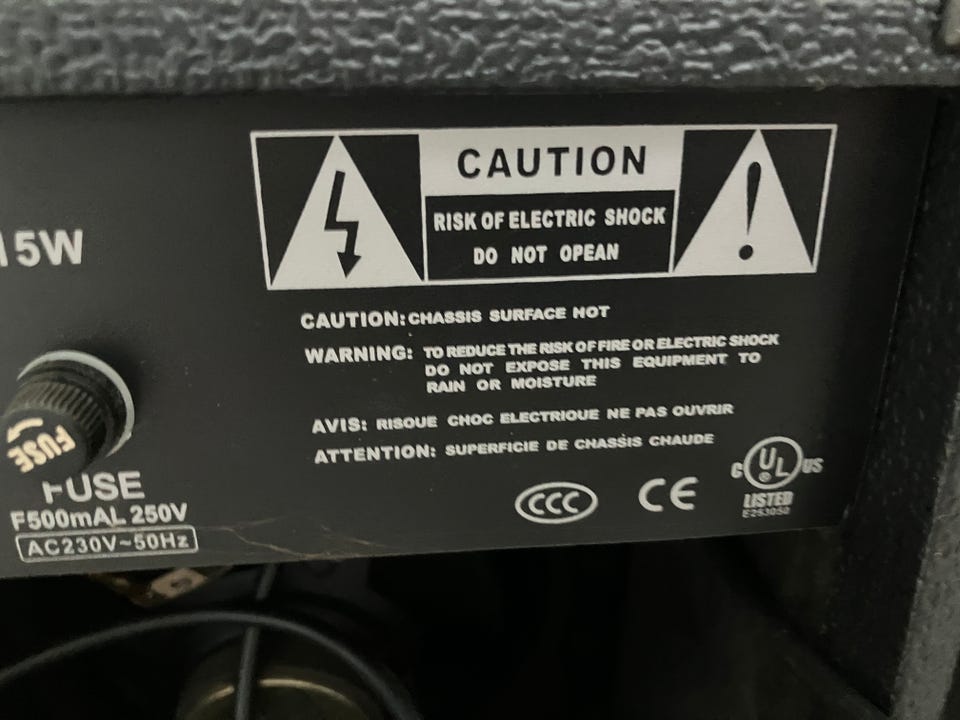 CAUTION
RISK OF ELECTRIC SHOCK
DO NOT OPEAN
15W
CAUTION: CHASSIS SURFACE HOT
WARNING: TO REDUCE THE RISK OF FIRE OR ELECTRIC SHOCK
DO NOT EXPOSE THIS EQUIPMENT TO
RAIN OR MOISTURE
AVIS: RISOUE CHOC ELECTRIOUE NE PAS OUVRIR
ATTENTION: SUPERFICIE DE CHASSIS CHAUDE
FUSE
FUSE
F500mAL 250V
AC230V~50Hz
CCC
CE
C UL US
LISTED
E253050